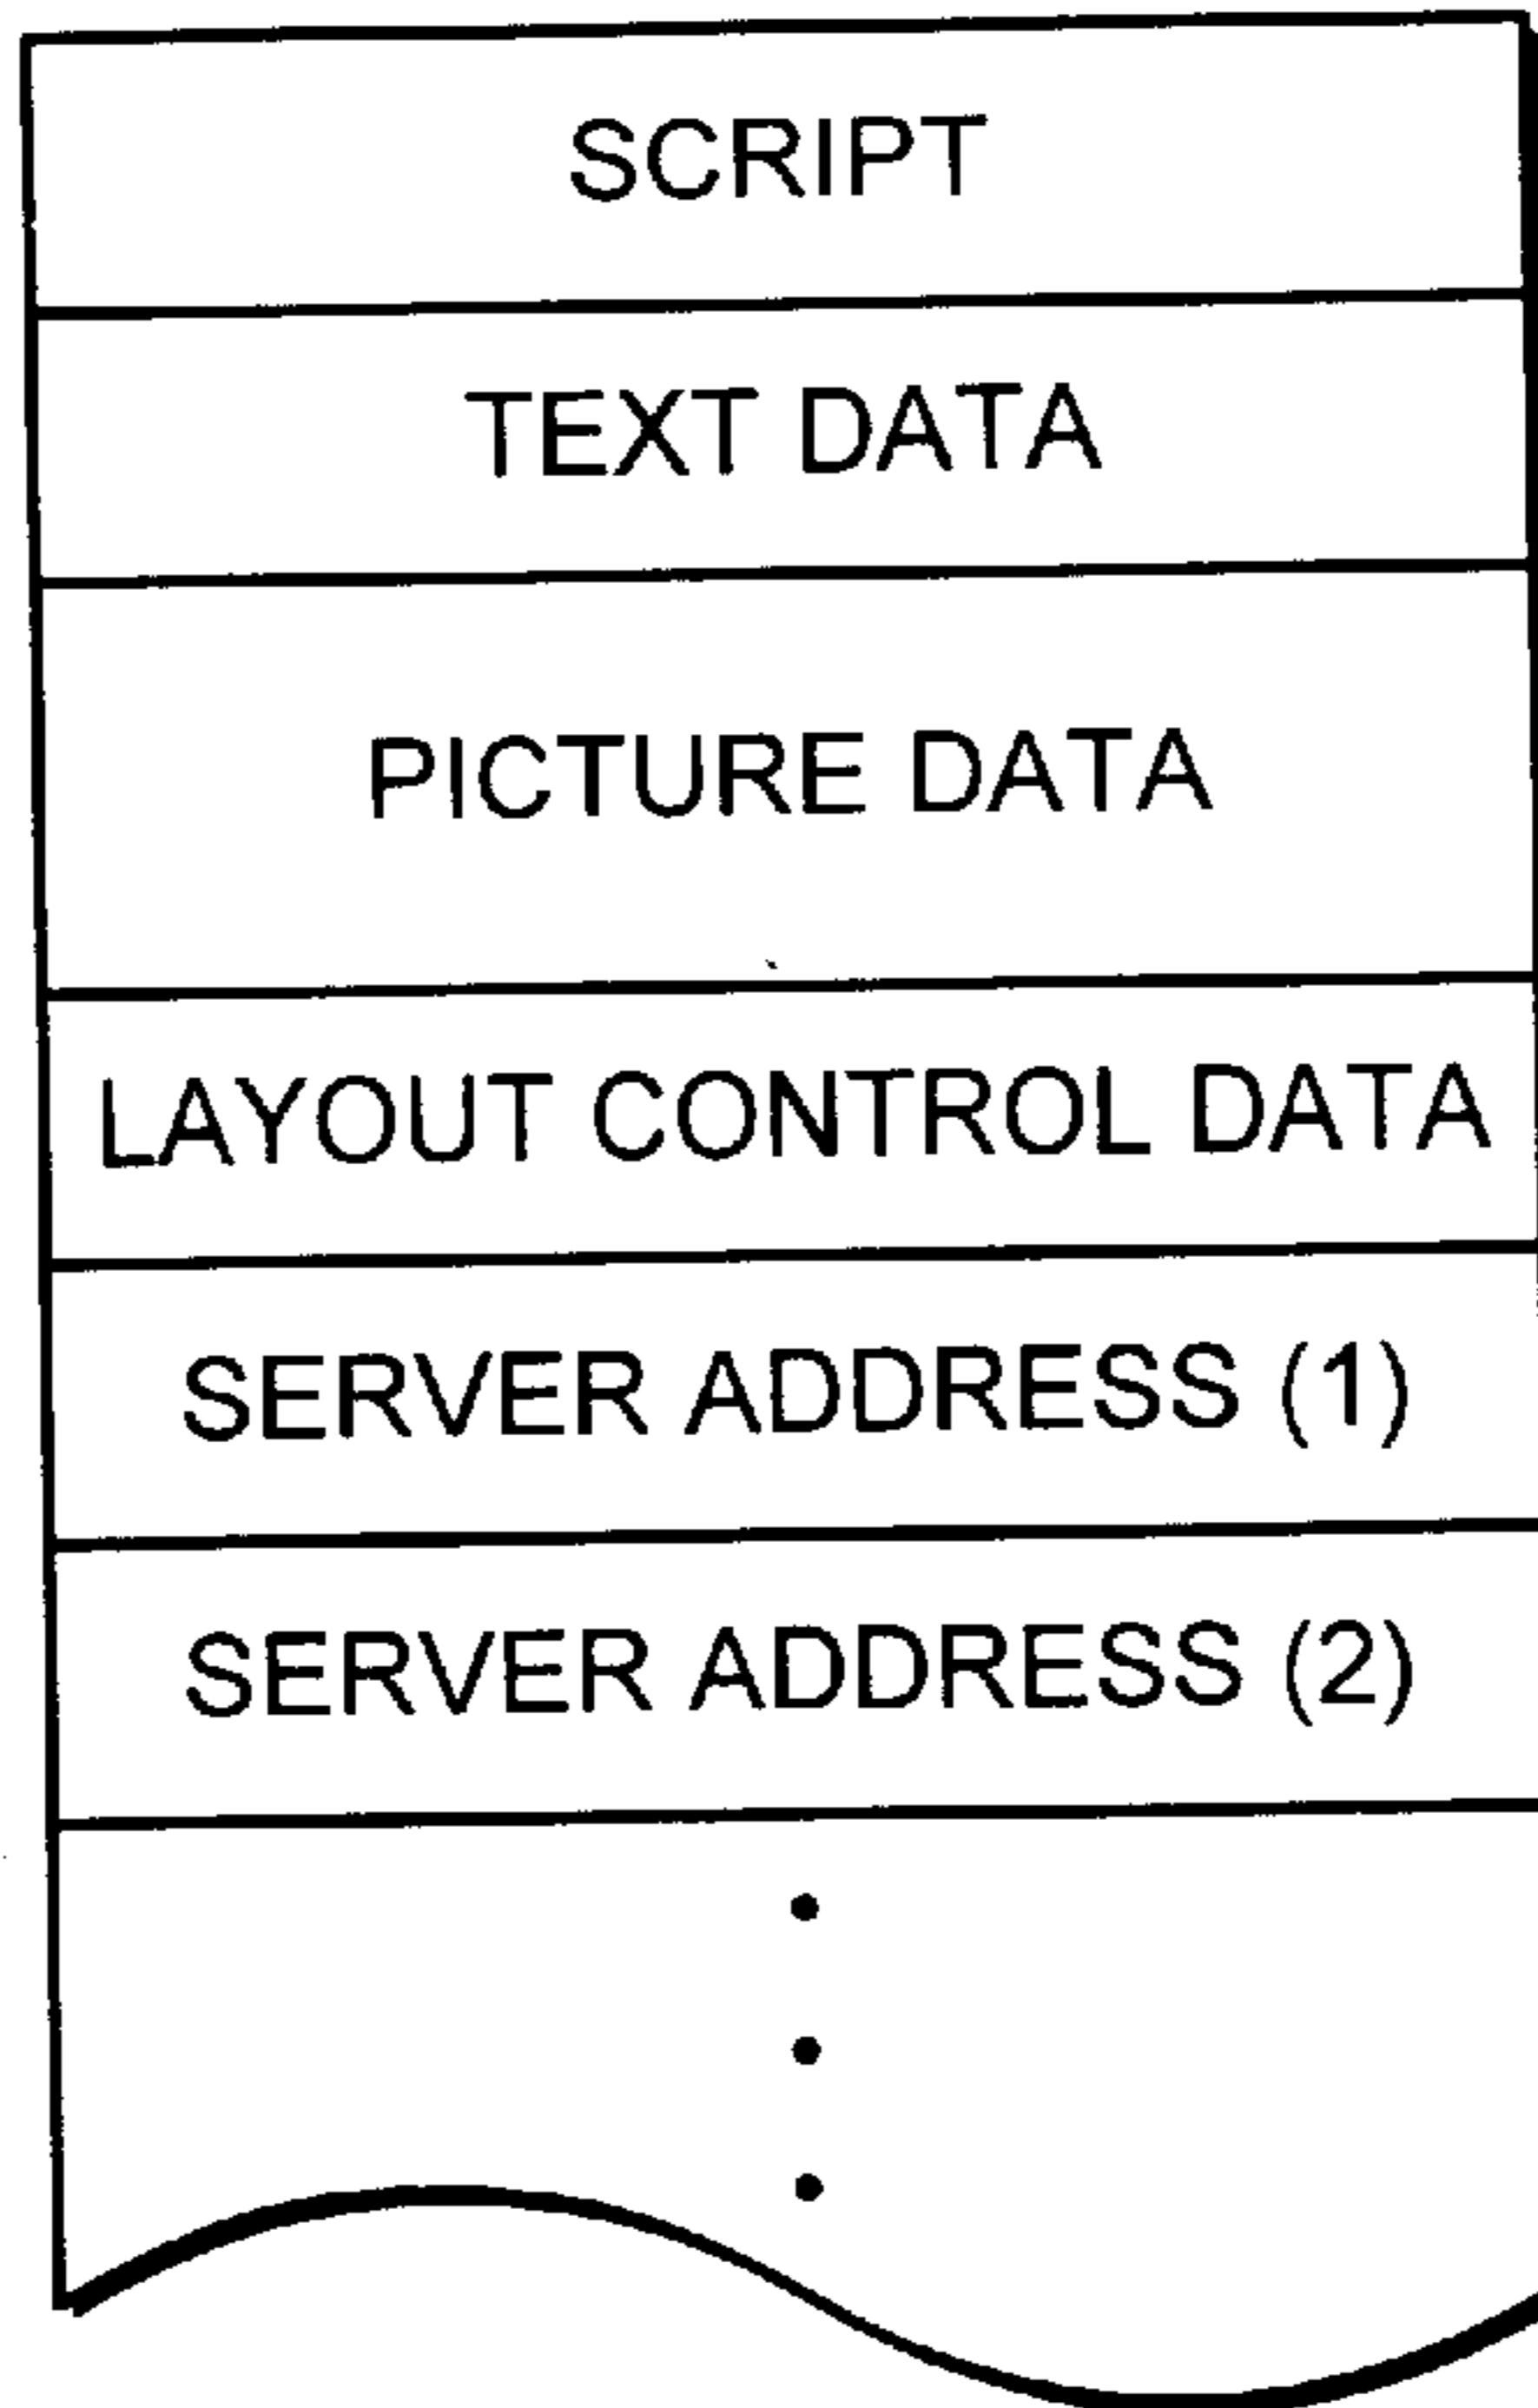 SCRIPT
TEXT DATA
PICTURE DATA
LAYOUT CONTROL DATA
SERVER ADDRESS (1)
SERVER ADDRESS (2)